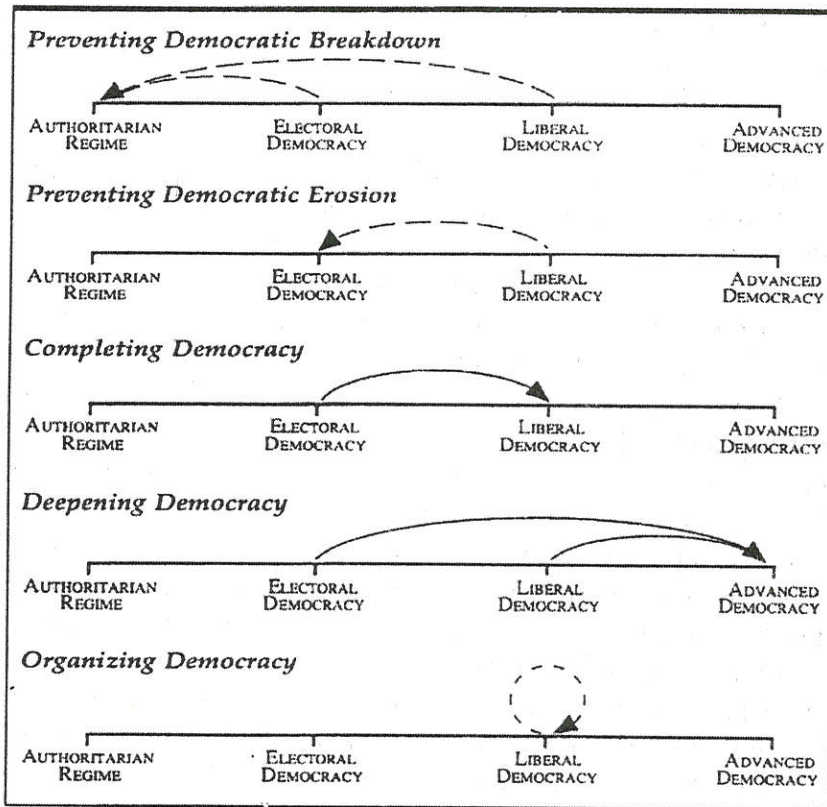 Preventing Democratic Breakdown
AUTHORITARIAN REGIME
ELECTORAL DEMOCRACY
LIBERAL DEMOCRACY
ADVANCED DEMOCRACY
Preventing Democratic Erosion
AUTHORITARIAN REGIME
ELECTORAL DEMOCRACY
LIBERAL DEMOCRACY
ADVANCED DEMOCRACY
Completing Democracy
AUTHORITARIAN REGIME
ELECTORAL DEMOCRACY
LIBERAL DEMOCRACY
ADVANCED DEMOCRACY
Deepening Democracy
AUTHORITARIAN REGIME
ELECTORAL DEMOCRACY
LIBERAL DEMOCRACY
ADVANCED DEMOCRACY
Organizing Democracy
AUTHORITARIAN REGIME
ELECTORAL DEMOCRACY
LIBERAL DEMOCRACY
ADVANCED DEMOCRACY